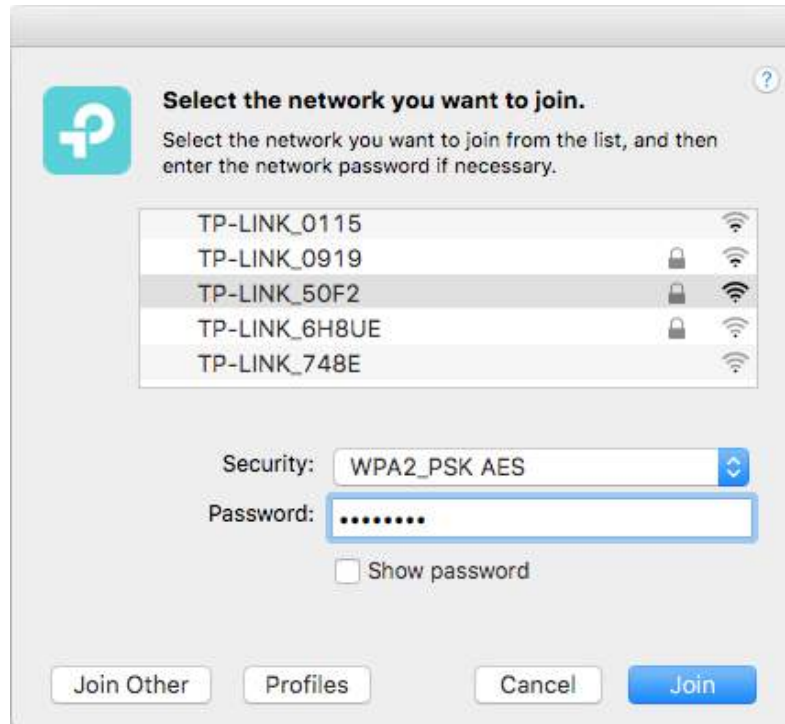 ?
Select the network you want to join.
Select the network you want to join from the list, and then
enter the network password if necessary.
TP-LINK_0115
TP-LINK_0919
TP-LINK_50F2
TP-LINK_6H8UE
TP-LINK_748E
Security: WPA2_PSK AES
Password: ••••••••
Show password
Join Other Profiles Cancel Join